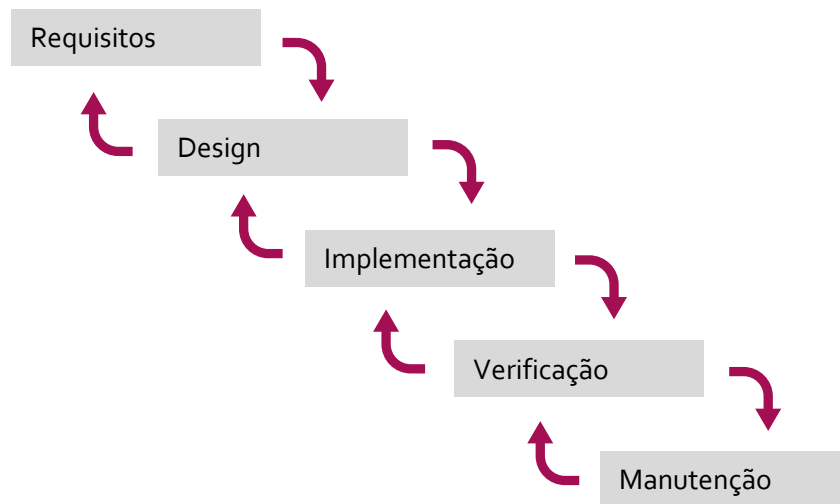 Requisitos
Design
Implementação
Verificação
Manutenção